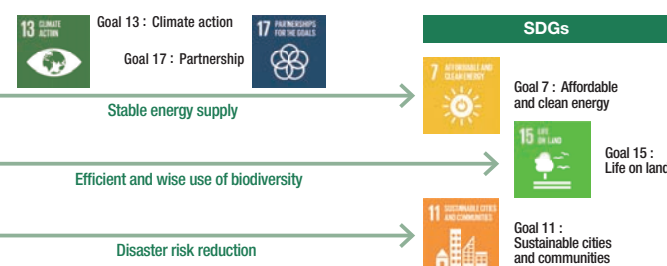 13 CLIMATE
ACTION
Goal 13 : Climate action
Goal 17 : Partnership
17 PARTNERSHIPS
FOR THE GOALS
SDGs
Stable energy supply
7 AFFORDABLE AND
CLEAN ENERGY
Goal 7 : Affordable
and clean energy
Efficient and wise use of biodiversity
15 LIFE
ON LAND
Goal 15 :
Life on land
Disaster risk reduction
11 SUSTAINABLE CITIES
AND COMMUNITIES
Goal 11 :
Sustainable cities
and communities